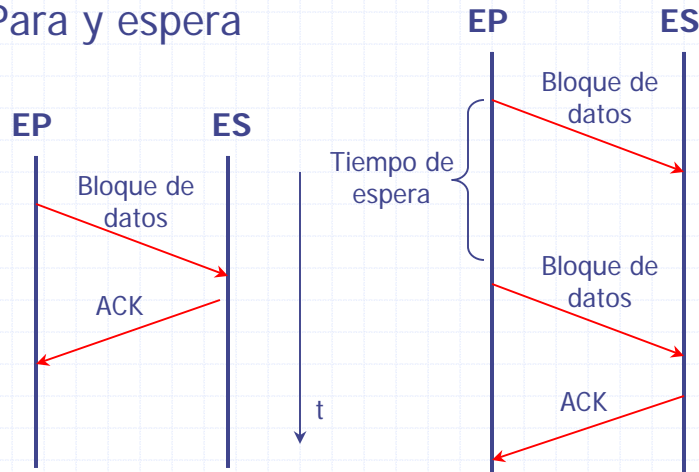 Para y espera
EP
ES
Bloque de
datos
ACK
t
EP
ES
Bloque de
datos
Tiempo de
espera
Bloque de
datos
ACK